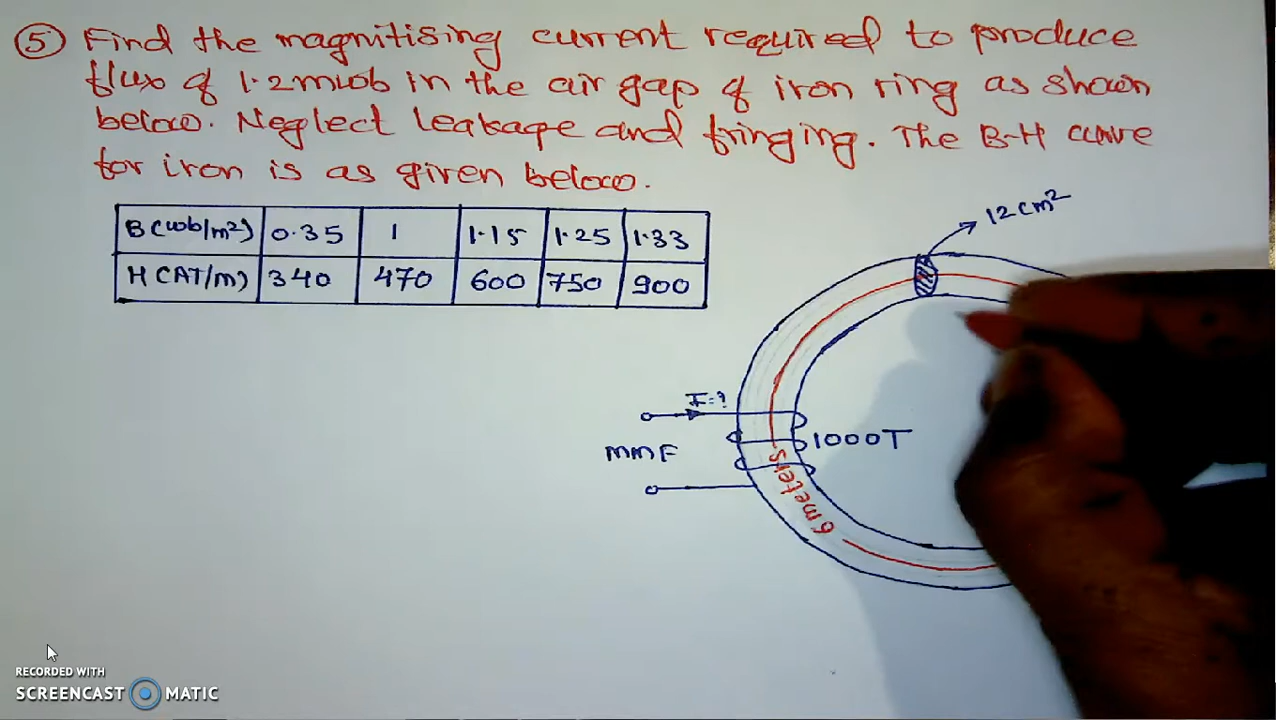 5 Find the magnitising current required to produce
flux of 1.2mwb in the air gap of iron ring as shown
below. Neglect leakage and fringing. The B-H curve
for iron is as given below.
B(wb/m²) 0.35 1 1.15 1.25 1.33
H(AT/m) 340 470 600 750 900
12cm²
I=?
1000T
MMF
6 meters
RECORDED WITH
SCREENCAST MATIC